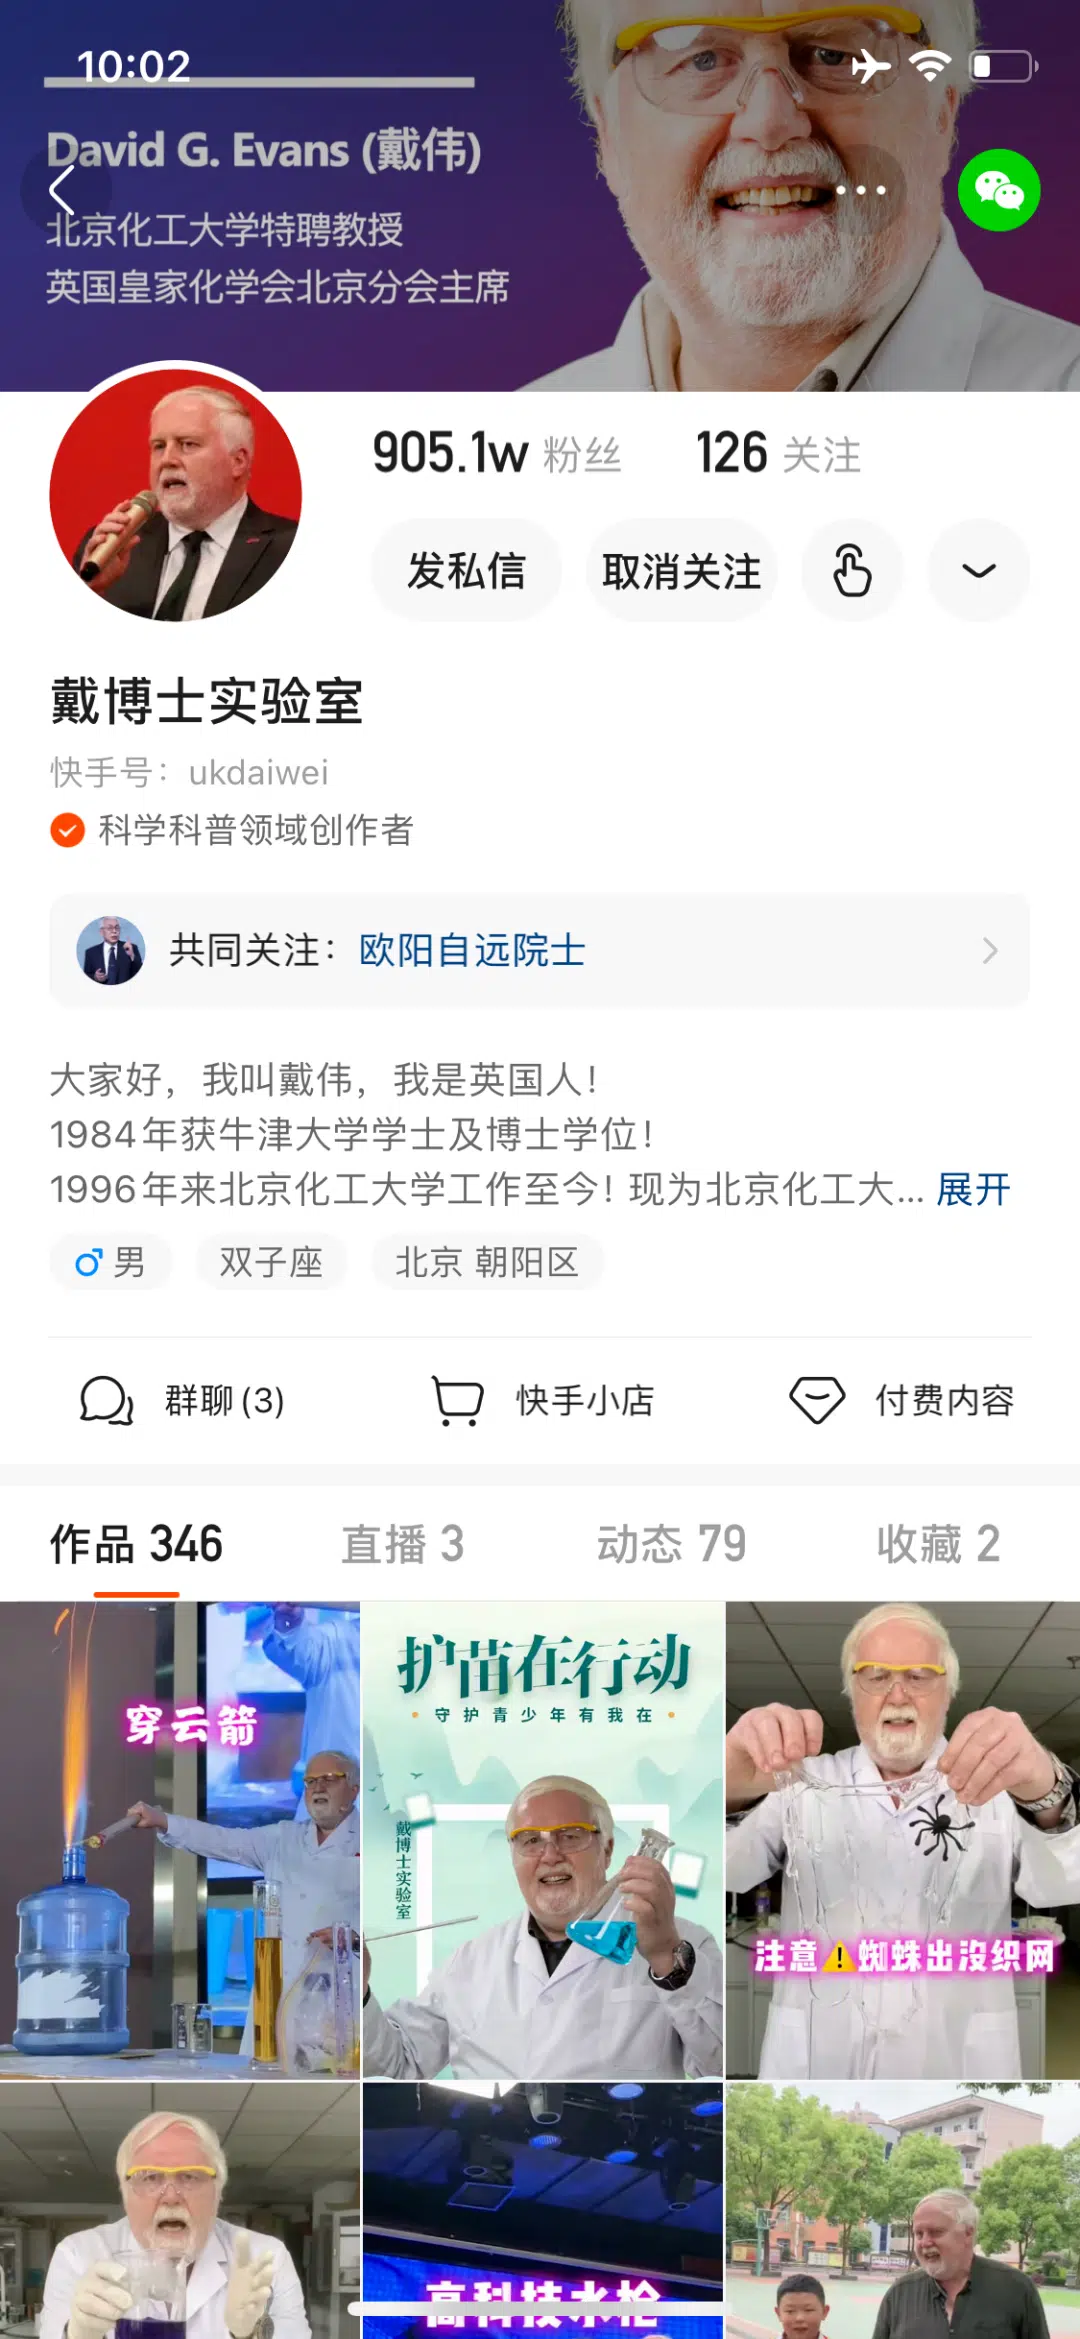 10:02
David G. Evans (戴伟)
北京化工大学特聘教授
英国皇家化学会北京分会主席
905.1w 粉丝 126 关注
发私信 取消关注
戴博士实验室
快手号：ukdaiwei
科学科普领域创作者
共同关注：欧阳自远院士
大家好，我叫戴伟，我是英国人！
1984年获牛津大学学士及博士学位！
1996年来北京化工大学工作至今！现为北京化工大... 展开
男 双子座 北京 朝阳区
群聊 (3) 快手小店 付费内容
作品 346 直播 3 动态 79 收藏 2
穿云箭
护苗在行动
守护青少年有我在
戴博士实验室
注意⚠️蜘蛛出没织网
高科技水枪